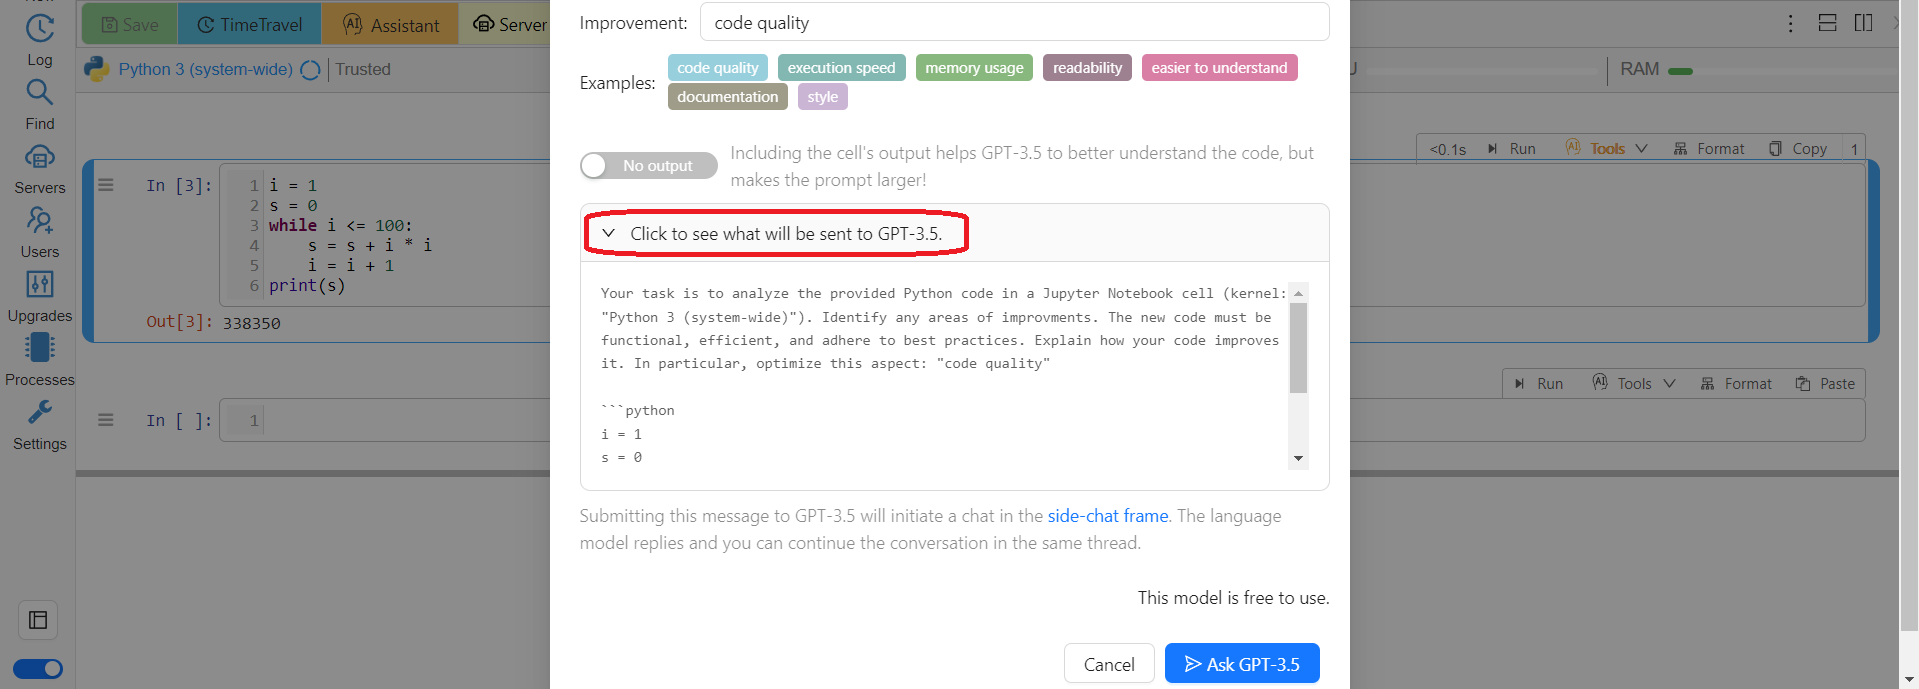 Log
Find
Servers
Users
Upgrades
Processes
Settings
Save
TimeTravel
Assistant
Server
Python 3 (system-wide)
Trusted
RAM
<0.1s
Run
Tools
Format
Copy
1
In [3]:
1 i = 1
2 s = 0
3 while i <= 100:
4 s = s + i * i
5 i = i + 1
6 print(s)
Out[3]: 338350
Run
Tools
Format
Paste
In [ ]:
1
Improvement:
code quality
Examples:
code quality
execution speed
memory usage
readability
easier to understand
documentation
style
No output
Including the cell's output helps GPT-3.5 to better understand the code, but
makes the prompt larger!
Click to see what will be sent to GPT-3.5.
Your task is to analyze the provided Python code in a Jupyter Notebook cell (kernel:
"Python 3 (system-wide)"). Identify any areas of improvments. The new code must be
functional, efficient, and adhere to best practices. Explain how your code improves
it. In particular, optimize this aspect: "code quality"
```python
i = 1
s = 0
Submitting this message to GPT-3.5 will initiate a chat in the side-chat frame. The language
model replies and you can continue the conversation in the same thread.
This model is free to use.
Cancel
Ask GPT-3.5